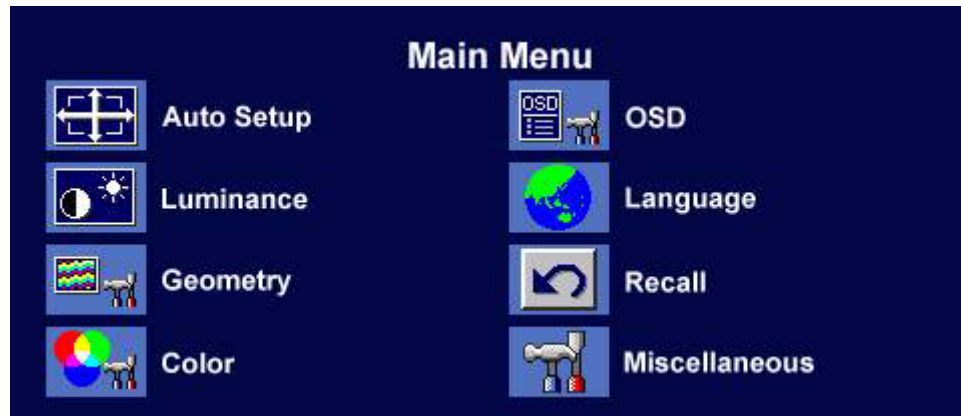 Main Menu
Auto Setup
OSD
OSD
Luminance
Language
Geometry
Recall
Color
Miscellaneous